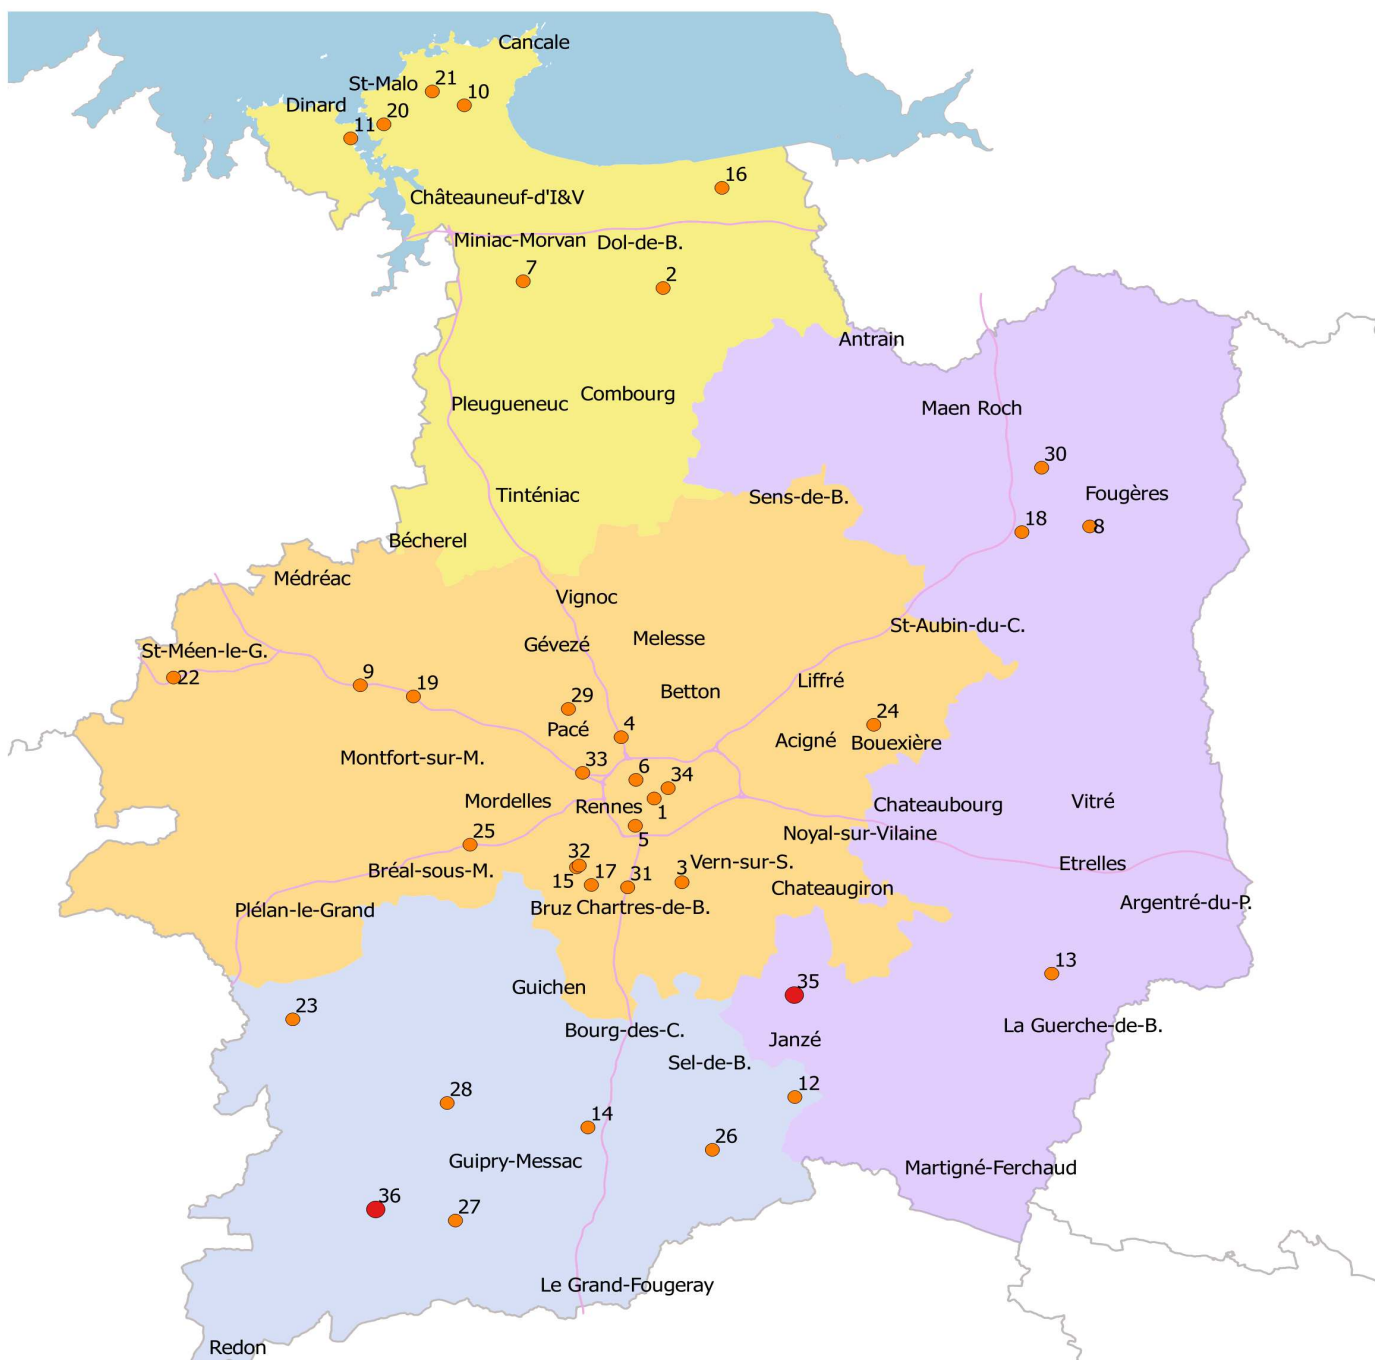 Cancale
St-Malo
21
10
Dinard
20
11
16
Châteauneuf-d'I&V
Miniac-Morvan
Dol-de-B.
7
2
Antrain
Combourg
Pleugueneuc
Maen Roch
30
Fougères
Tinténiac
Sens-de-B.
18
8
Bécherel
Médréac
Vignoc
St-Aubin-du-C.
Gévezé
Melesse
St-Méen-le-G.
22
9
19
Liffré
Betton
29
24
Pacé
4
Acigné
Bouexière
Montfort-sur-M.
33
6
34
Mordelles
Rennes
1
Chateaubourg
Vitré
25
5
Noyal-sur-Vilaine
32
Vern-sur-S.
Etrelles
Bréal-sous-M.
15
17
31
3
Chateaugiron
Plélan-le-Grand
Bruz
Chartres-de-B.
Argentré-du-P.
13
Guichen
35
23
Bourg-des-C.
Janzé
La Guerche-de-B.
Sel-de-B.
28
12
14
26
Guipry-Messac
Martigné-Ferchaud
36
27
Le Grand-Fougeray
Redon